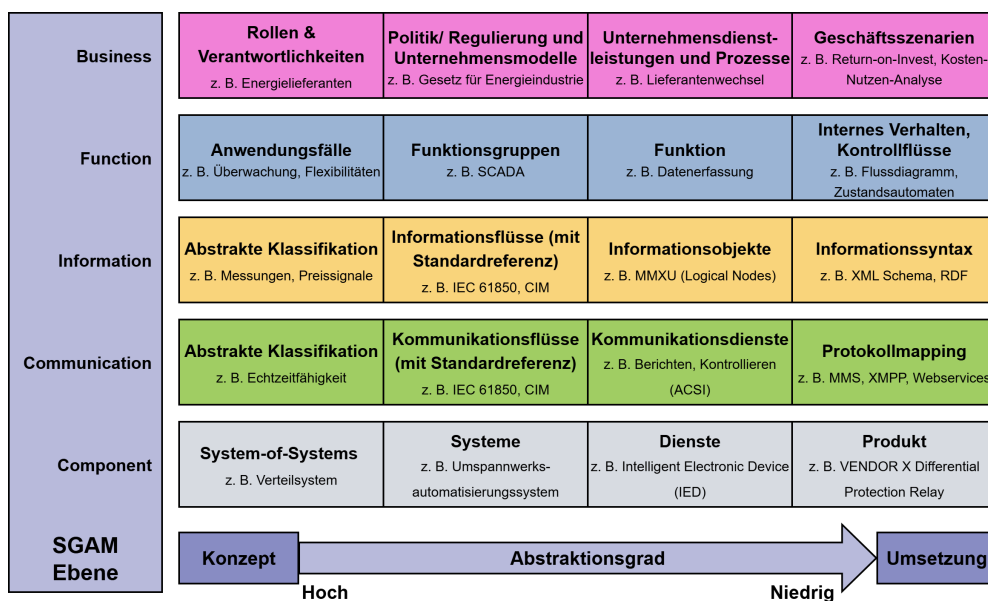 Business
Rollen &
Verantwortlichkeiten
z. B. Energielieferanten
Politik/ Regulierung und
Unternehmensmodelle
z. B. Gesetz für Energieindustrie
Unternehmensdienst-
leistungen und Prozesse
z. B. Lieferantenwechsel
Geschäftsszenarien
z. B. Return-on-Invest, Kosten-
Nutzen-Analyse
Function
Anwendungsfälle
z. B. Überwachung, Flexibilitäten
Funktionsgruppen
z. B. SCADA
Funktion
z. B. Datenerfassung
Internes Verhalten,
Kontrollflüsse
z. B. Flussdiagramm,
Zustandsautomaten
Information
Abstrakte Klassifikation
z. B. Messungen, Preissignale
Informationsflüsse (mit
Standardreferenz)
z. B. IEC 61850, CIM
Informationsobjekte
z. B. MMXU (Logical Nodes)
Informationssyntax
z. B. XML Schema, RDF
Communication
Abstrakte Klassifikation
z. B. Echtzeitfähigkeit
Kommunikationsflüsse
(mit Standardreferenz)
z. B. IEC 61850, CIM
Kommunikationsdienste
z. B. Berichten, Kontrollieren
(ACSI)
Protokollmapping
z. B. MMS, XMPP, Webservices
Component
System-of-Systems
z. B. Verteilsystem
Systeme
z. B. Umspannwerks-
automatisierungssystem
Dienste
z. B. Intelligent Electronic Device
(IED)
Produkt
z. B. VENDOR X Differential
Protection Relay
SGAM
Ebene
Konzept
Abstraktionsgrad
Umsetzung
Hoch
Niedrig